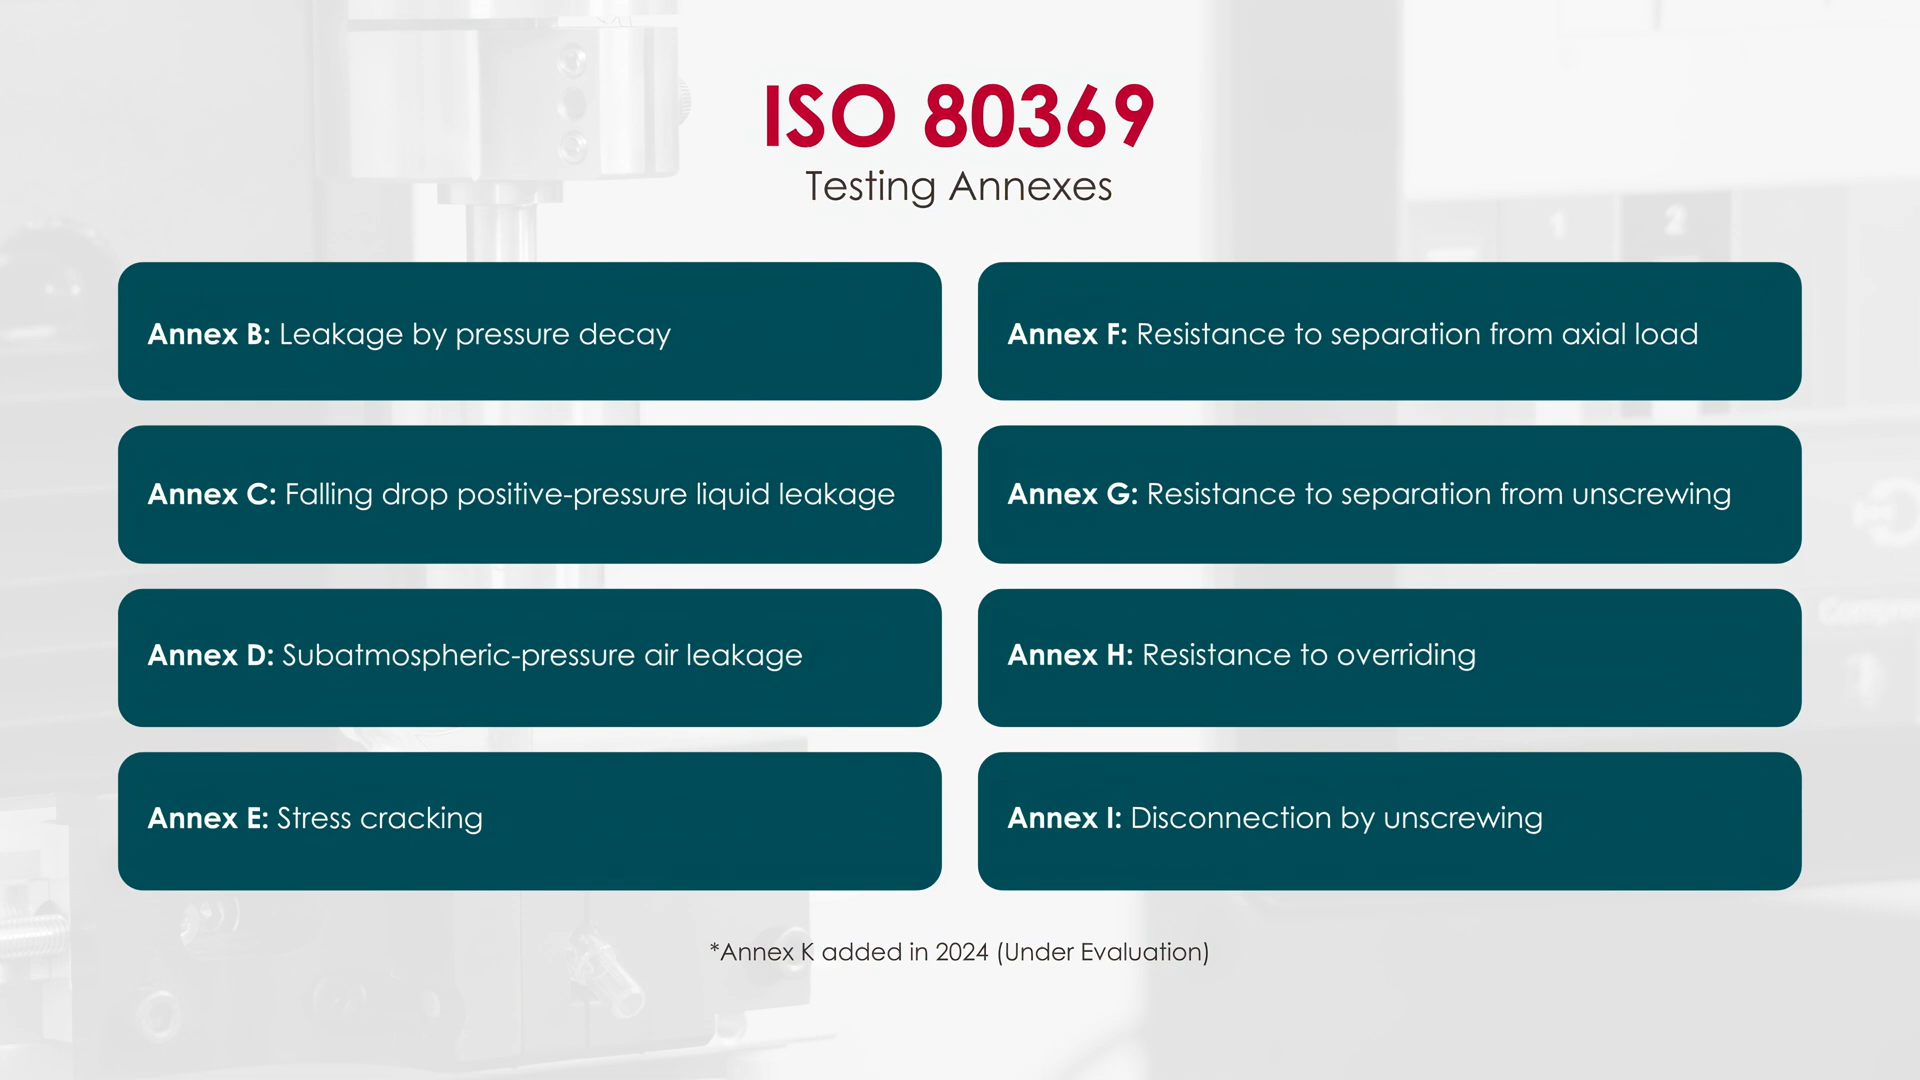 ISO 80369
Testing Annexes
Annex B: Leakage by pressure decay
Annex C: Falling drop positive-pressure liquid leakage
Annex D: Subatmospheric-pressure air leakage
Annex E: Stress cracking
Annex F: Resistance to separation from axial load
Annex G: Resistance to separation from unscrewing
Annex H: Resistance to overriding
Annex I: Disconnection by unscrewing
*Annex K added in 2024 (Under Evaluation)
1
2